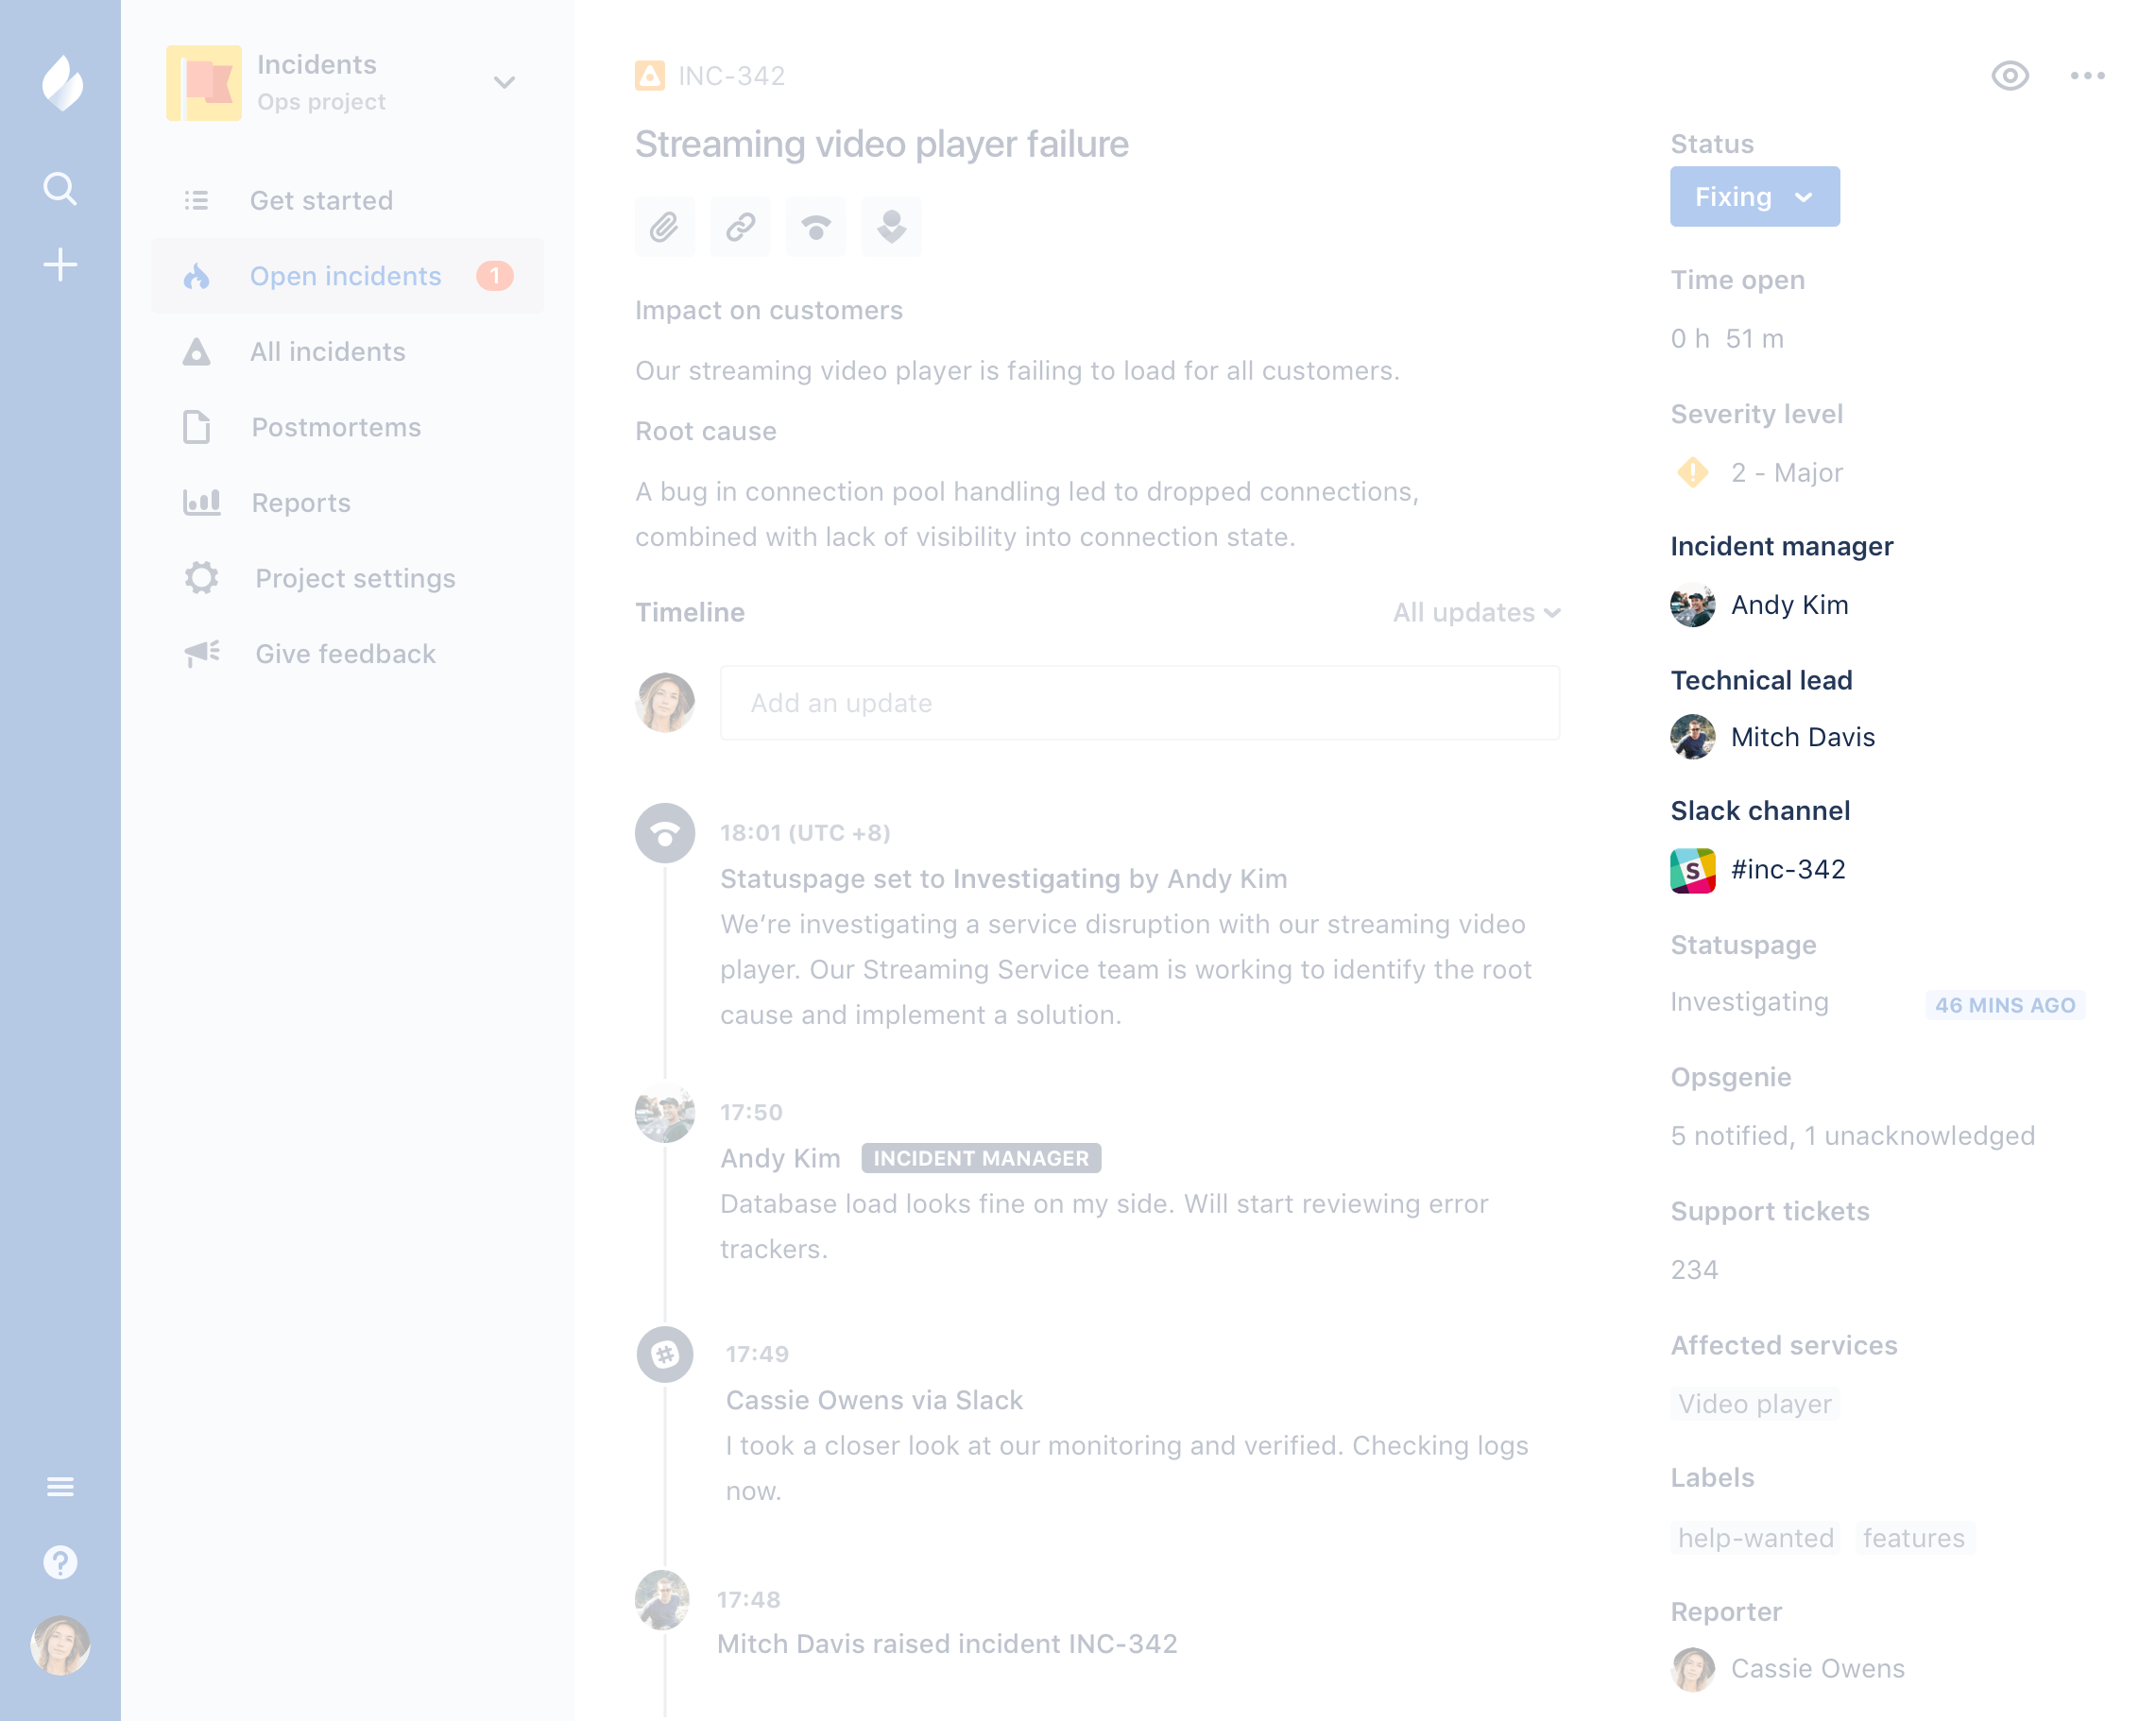 Incidents
Ops project
Get started
Open incidents 1
All incidents
Postmortems
Reports
Project settings
Give feedback
INC-342
Streaming video player failure
Impact on customers
Our streaming video player is failing to load for all customers.
Root cause
A bug in connection pool handling led to dropped connections,
combined with lack of visibility into connection state.
Timeline All updates
Add an update
18:01 (UTC +8)
Statuspage set to Investigating by Andy Kim
We’re investigating a service disruption with our streaming video
player. Our Streaming Service team is working to identify the root
cause and implement a solution.
17:50
Andy Kim INCIDENT MANAGER
Database load looks fine on my side. Will start reviewing error
trackers.
17:49
Cassie Owens via Slack
I took a closer look at our monitoring and verified. Checking logs
now.
17:48
Mitch Davis raised incident INC-342
Status
Fixing
Time open
0 h 51 m
Severity level
2 - Major
Incident manager
Andy Kim
Technical lead
Mitch Davis
Slack channel
S #inc-342
Statuspage
Investigating 46 MINS AGO
Opsgenie
5 notified, 1 unacknowledged
Support tickets
234
Affected services
Video player
Labels
help-wanted features
Reporter
Cassie Owens